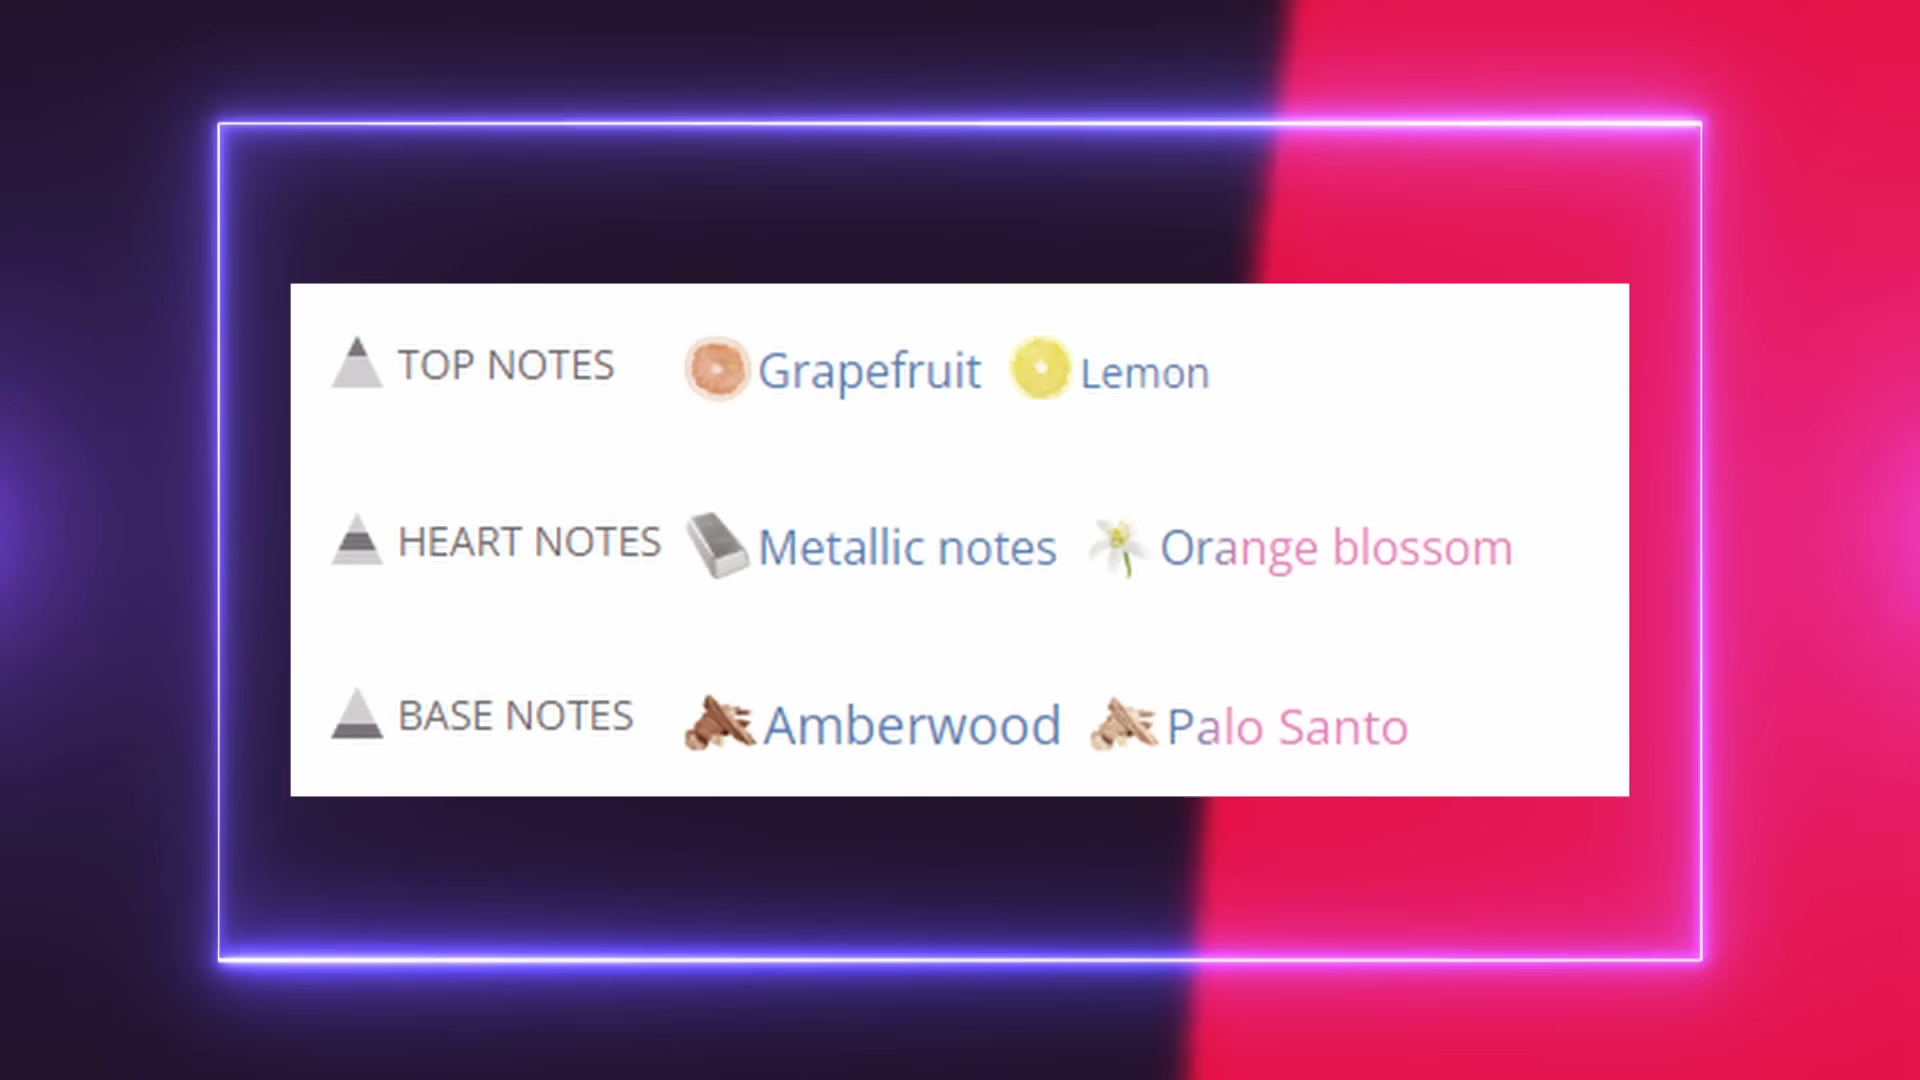 TOP NOTES Grapefruit Lemon
HEART NOTES Metallic notes Orange blossom
BASE NOTES Amberwood Palo Santo